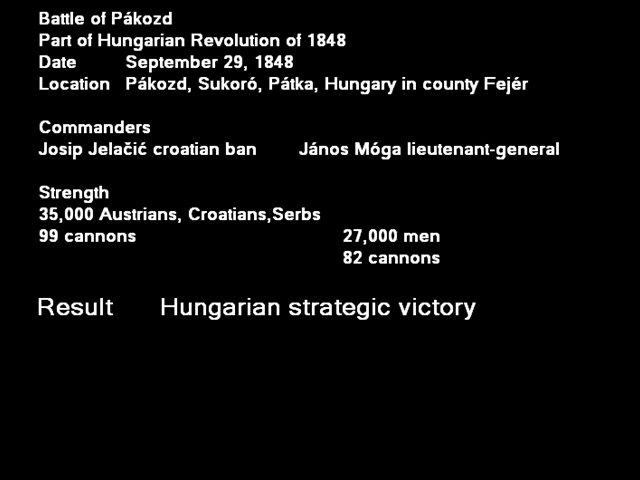 Battle of Pákozd
Part of Hungarian Revolution of 1848
Date September 29, 1848
Location Pákozd, Sukoró, Pátka, Hungary in county Fejér
Commanders
Josip Jelačić croatian ban János Móga lieutenant-general
Strength
35,000 Austrians, Croatians,Serbs
99 cannons 27,000 men
82 cannons
Result Hungarian strategic victory